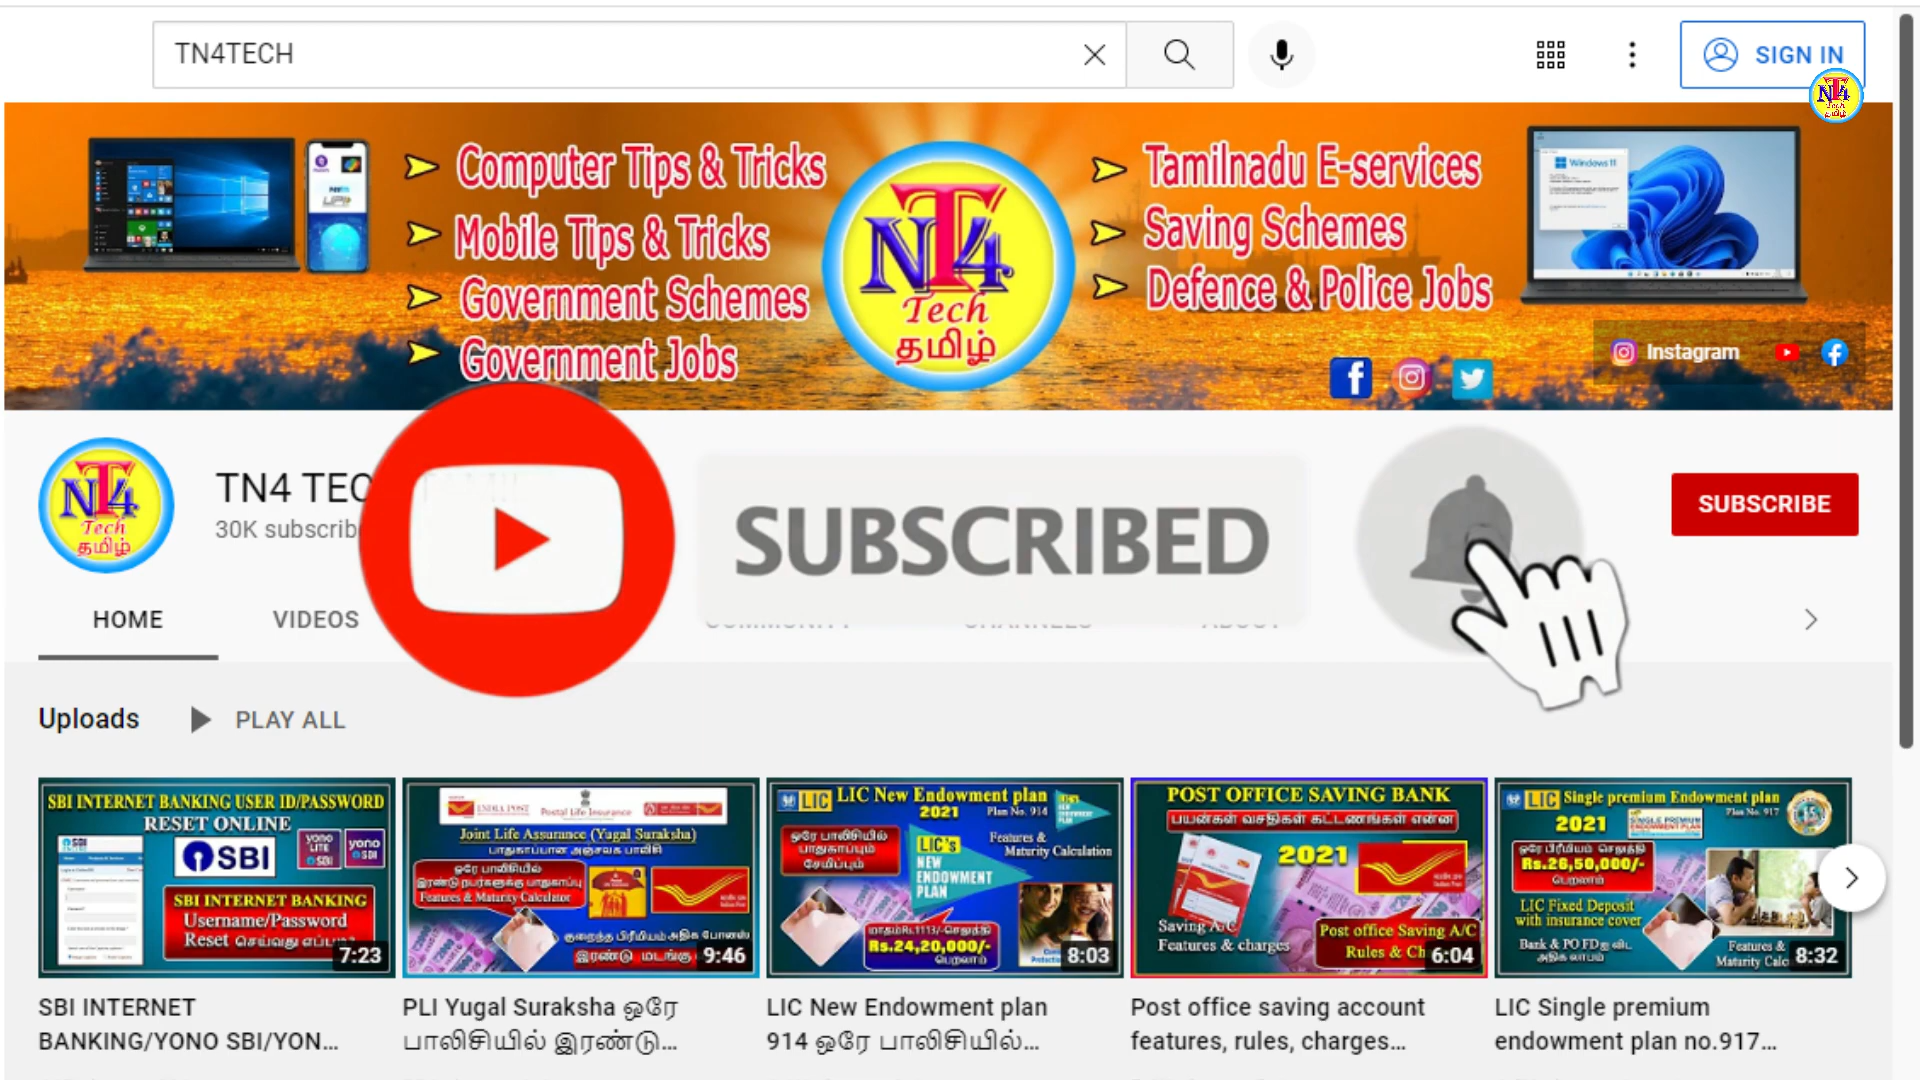 TN4TECH
SIGN IN
Computer Tips & Tricks
Mobile Tips & Tricks
Government Schemes
Government Jobs
TN4
Tech
தமிழ்
Tamilnadu E-services
Saving Schemes
Defence & Police Jobs
Windows 11
Instagram
TN4
Tech
தமிழ்
TN4 TEC
30K subscrib
SUBSCRIBED
SUBSCRIBE
HOME
VIDEOS
COMMUNITY
CHANNELS
ABOUT
Uploads
PLAY ALL
SBI INTERNET BANKING USER ID/PASSWORD
RESET ONLINE
SBI
yono LITE SBI
yono SBI
SBI INTERNET BANKING
Username/Password
Reset செய்வது எப்படி
7:23
INDIA POST
Postal Life Insurance
Joint Life Assurance (Yugal Suraksha)
பாதுகாப்பான அஞ்சலக பாலிசி
ஒரே பாலிசியில்
இரண்டு நபர்களுக்கு பாதுகாப்பு
Features & Maturity Calculator
குறைந்த பிரீமியம் அதிக போனஸ்
இரண்டு மடங்கு
9:46
LIC
LIC New Endowment plan
2021
Plan No. 914
ஒரே பாலிசியில்
பாதுகாப்பும்
சேமிப்பும்
Features &
Maturity Calculation
LIC's
NEW
ENDOWMENT
PLAN
மாதம்Rs.1113/-செலுத்தி
Rs.24,20,000/-
பெறலாம்
8:03
POST OFFICE SAVING BANK
பயன்கள் வசதிகள் கட்டணங்கள் என்ன
2021
Saving A/C
Features & charges
Post office Saving A/C
Rules & Ch
6:04
LIC
Single premium Endowment plan
2021
Plan No. 917
SINGLE PREMIUM
ENDOWMENT PLAN
ஒரே பிரீமியம் செலுத்தி
Rs.26,50,000/-
பெறலாம்
LIC Fixed Deposit
with insurance cover
Bank & PO FDஐ விட
அதிக லாபம்
Features &
Maturity Calc
8:32
SBI INTERNET
BANKING/YONO SBI/YON...
PLI Yugal Suraksha ஒரே
பாலிசியில் இரண்டு...
LIC New Endowment plan
914 ஒரே பாலிசியில்...
Post office saving account
features, rules, charges...
LIC Single premium
endowment plan no.917...